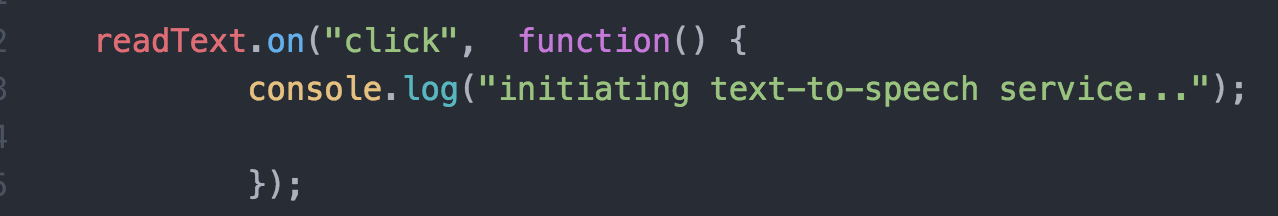 readText.on("click",  function() {
console.log("initiating text-to-speech service...");
});